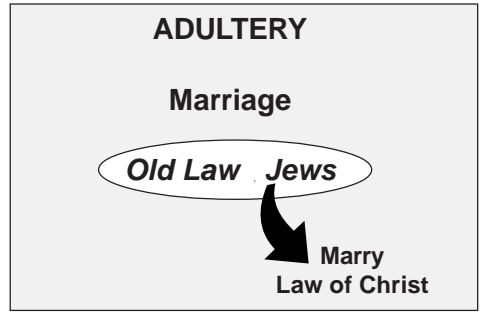 ADULTERY
Marriage
Old Law Jews
Marry
Law of Christ